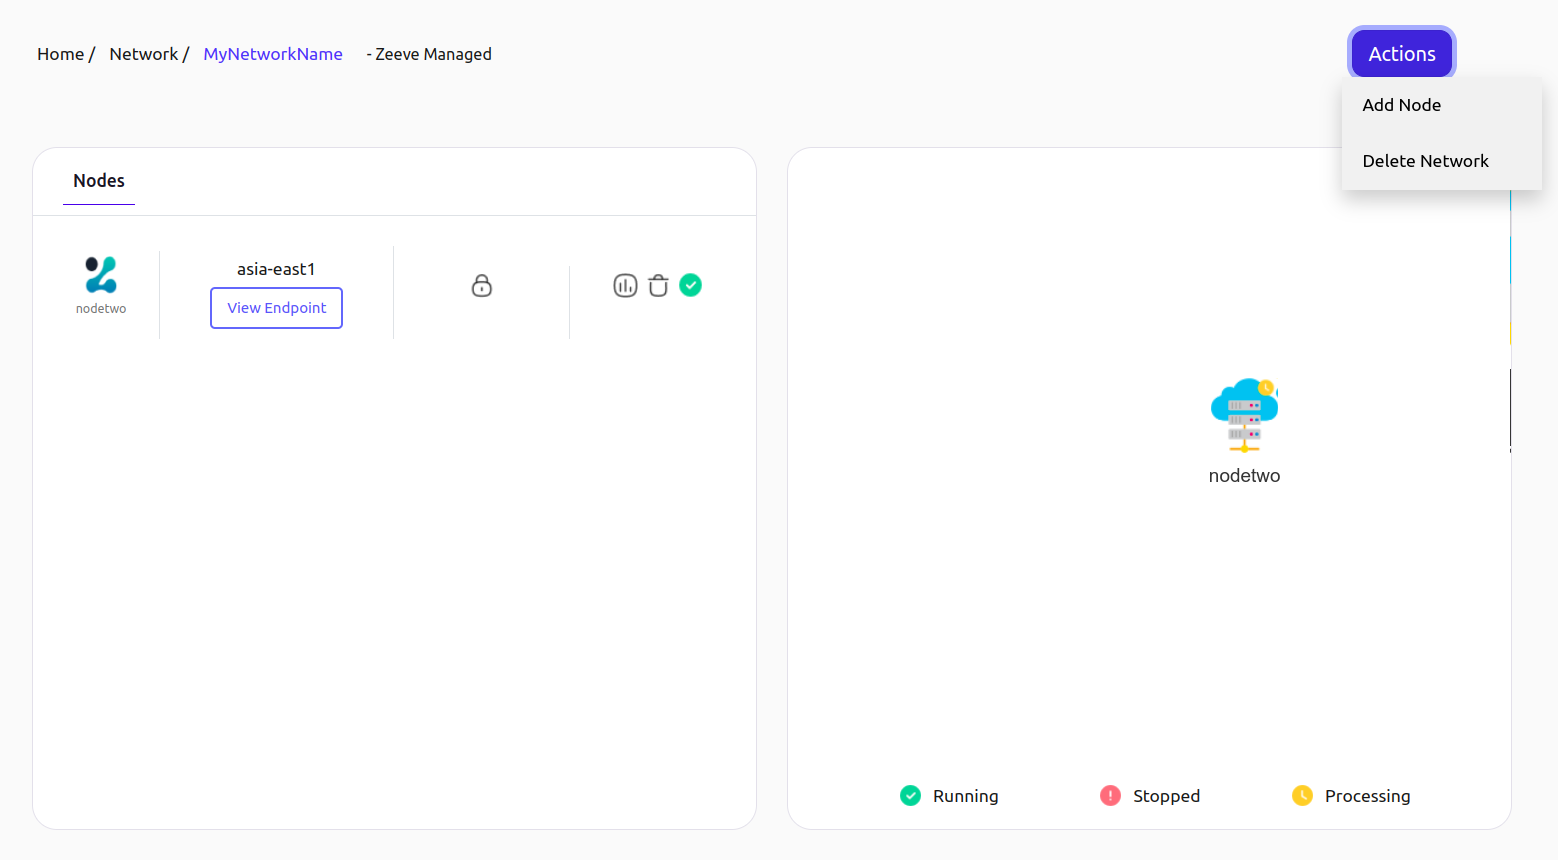 Home / Network / MyNetworkName - Zeeve Managed
Actions
Add Node
Delete Network
Nodes
nodetwo
asia-east1
View Endpoint
nodetwo
Running
Stopped
Processing